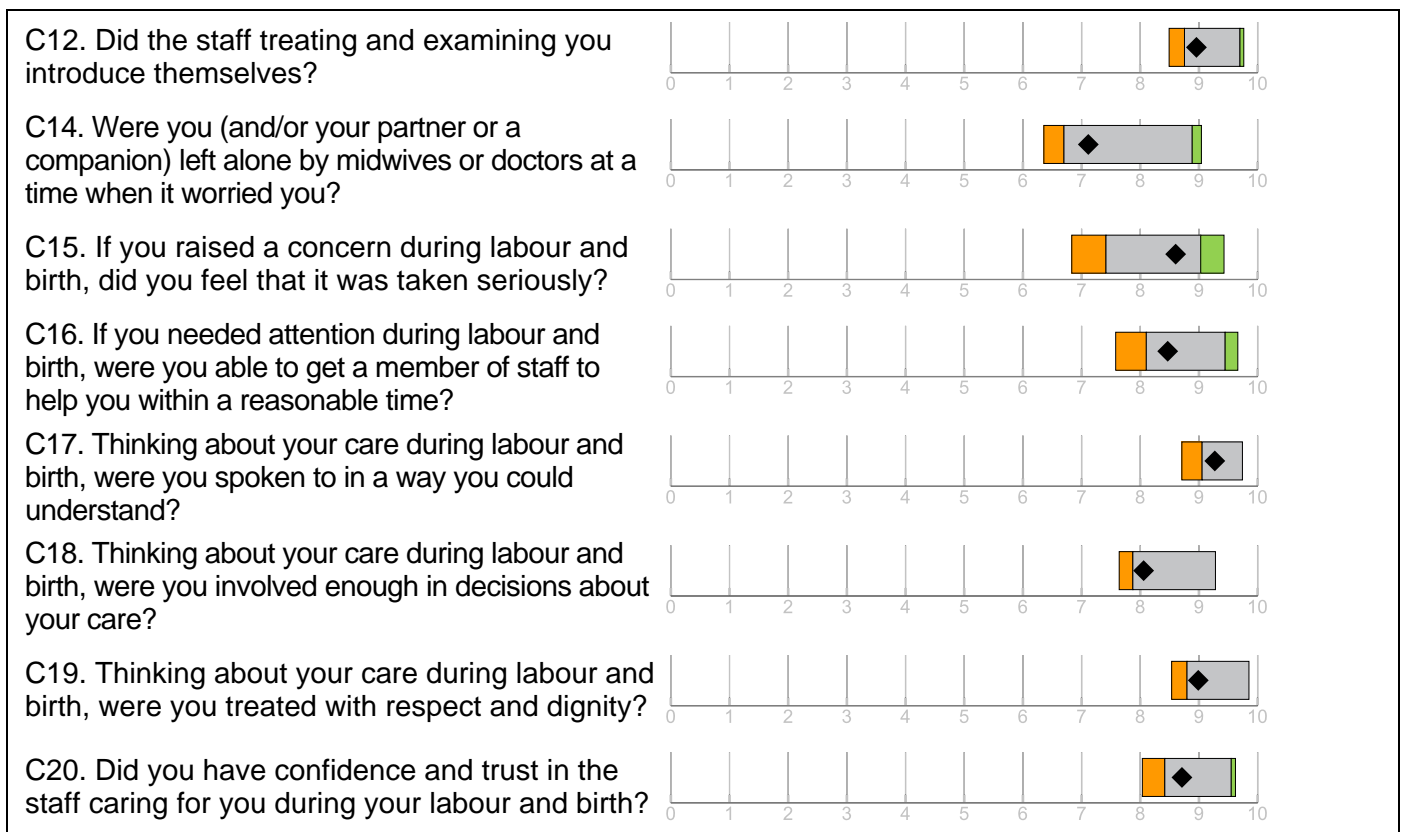 C12. Did the staff treating and examining you
introduce themselves?
0 1 2 3 4 5 6 7 8 9 10
C14. Were you (and/or your partner or a
companion) left alone by midwives or doctors at a
time when it worried you?
0 1 2 3 4 5 6 7 8 9 10
C15. If you raised a concern during labour and
birth, did you feel that it was taken seriously?
0 1 2 3 4 5 6 7 8 9 10
C16. If you needed attention during labour and
birth, were you able to get a member of staff to
help you within a reasonable time?
0 1 2 3 4 5 6 7 8 9 10
C17. Thinking about your care during labour and
birth, were you spoken to in a way you could
understand?
0 1 2 3 4 5 6 7 8 9 10
C18. Thinking about your care during labour and
birth, were you involved enough in decisions about
your care?
0 1 2 3 4 5 6 7 8 9 10
C19. Thinking about your care during labour and
birth, were you treated with respect and dignity?
0 1 2 3 4 5 6 7 8 9 10
C20. Did you have confidence and trust in the
staff caring for you during your labour and birth?
0 1 2 3 4 5 6 7 8 9 10